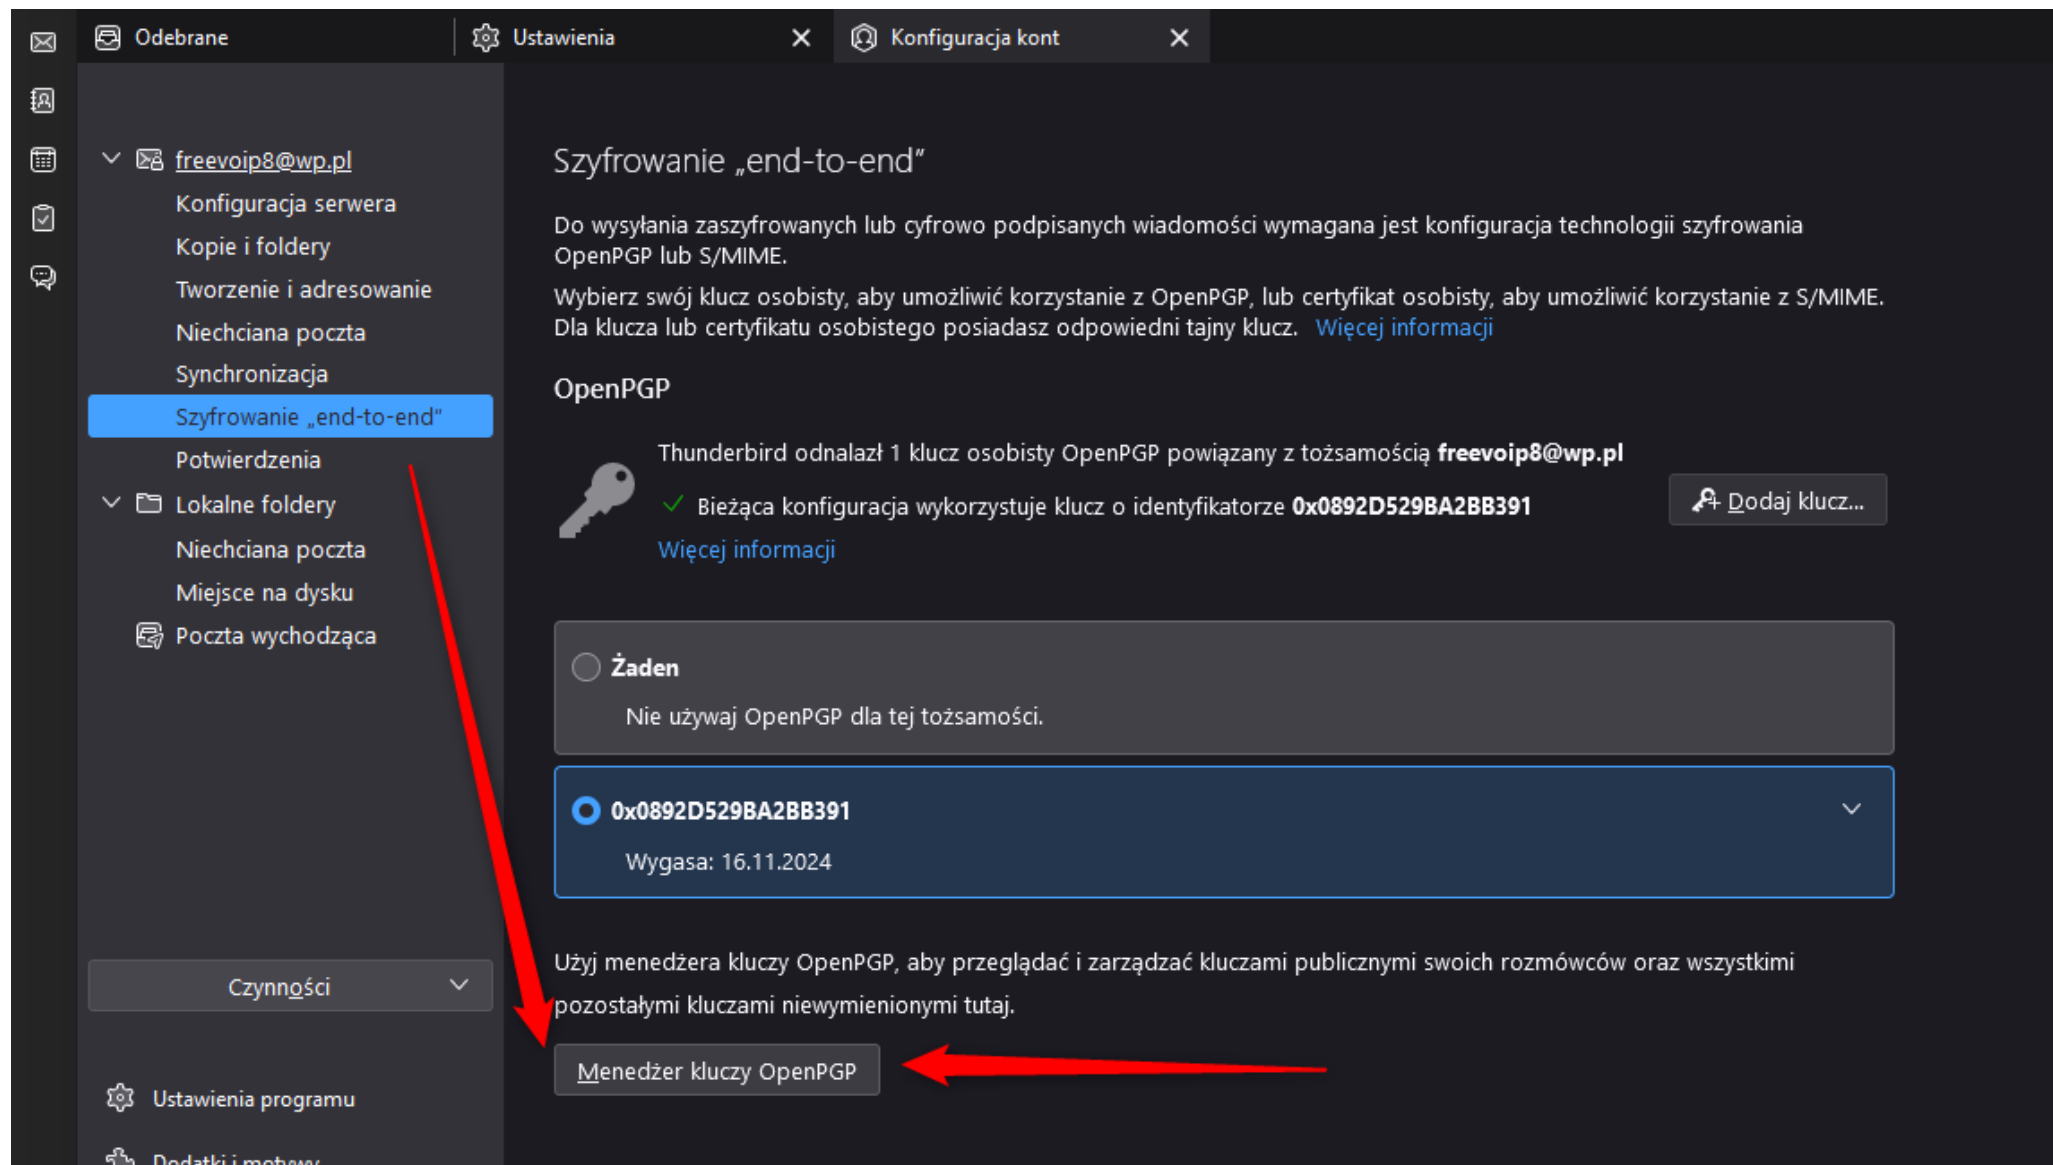 Odebrane
Ustawienia
Konfiguracja kont
freevoip8@wp.pl
Konfiguracja serwera
Kopie i foldery
Tworzenie i adresowanie
Niechciana poczta
Synchronizacja
Szyfrowanie „end-to-end”
Potwierdzenia
Lokalne foldery
Niechciana poczta
Miejsce na dysku
Poczta wychodząca
Czynności
Ustawienia programu
Dodatki i motywy
Szyfrowanie „end-to-end”
Do wysyłania zaszyfrowanych lub cyfrowo podpisanych wiadomości wymagana jest konfiguracja technologii szyfrowania
OpenPGP lub S/MIME.
Wybierz swój klucz osobisty, aby umożliwić korzystanie z OpenPGP, lub certyfikat osobisty, aby umożliwić korzystanie z S/MIME.
Dla klucza lub certyfikatu osobistego posiadasz odpowiedni tajny klucz. Więcej informacji
OpenPGP
Thunderbird odnalazł 1 klucz osobisty OpenPGP powiązany z tożsamością freevoip8@wp.pl
Bieżąca konfiguracja wykorzystuje klucz o identyfikatorze 0x0892D529BA2BB391
Dodaj klucz...
Więcej informacji
Żaden
Nie używaj OpenPGP dla tej tożsamości.
0x0892D529BA2BB391
Wygasa: 16.11.2024
Użyj menedżera kluczy OpenPGP, aby przeglądać i zarządzać kluczami publicznymi swoich rozmówców oraz wszystkimi
pozostałymi kluczami niewymienionymi tutaj.
Menedżer kluczy OpenPGP